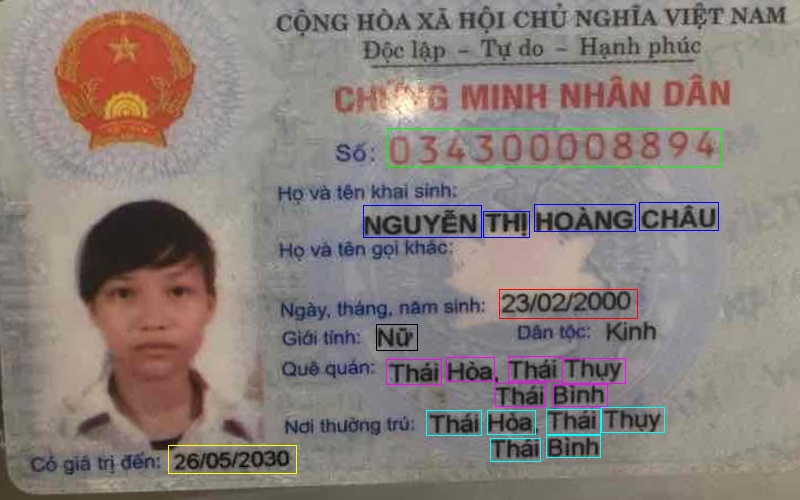 CỘNG HÒA XÃ HỘI CHỦ NGHĨA VIỆT NAM
Độc lập - Tự do - Hạnh phúc
CHỨNG MINH NHÂN DÂN
Số: 034300008894
Họ và tên khai sinh:
NGUYỄN THỊ HOÀNG CHÂU
Họ và tên gọi khác:
Ngày, tháng, năm sinh: 23/02/2000
Giới tính: Nữ Dân tộc: Kinh
Quê quán: Thái Hòa, Thái Thụy
Thái Bình
Nơi thường trú: Thái Hòa, Thái Thụy
Thái Bình
Có giá trị đến: 26/05/2030